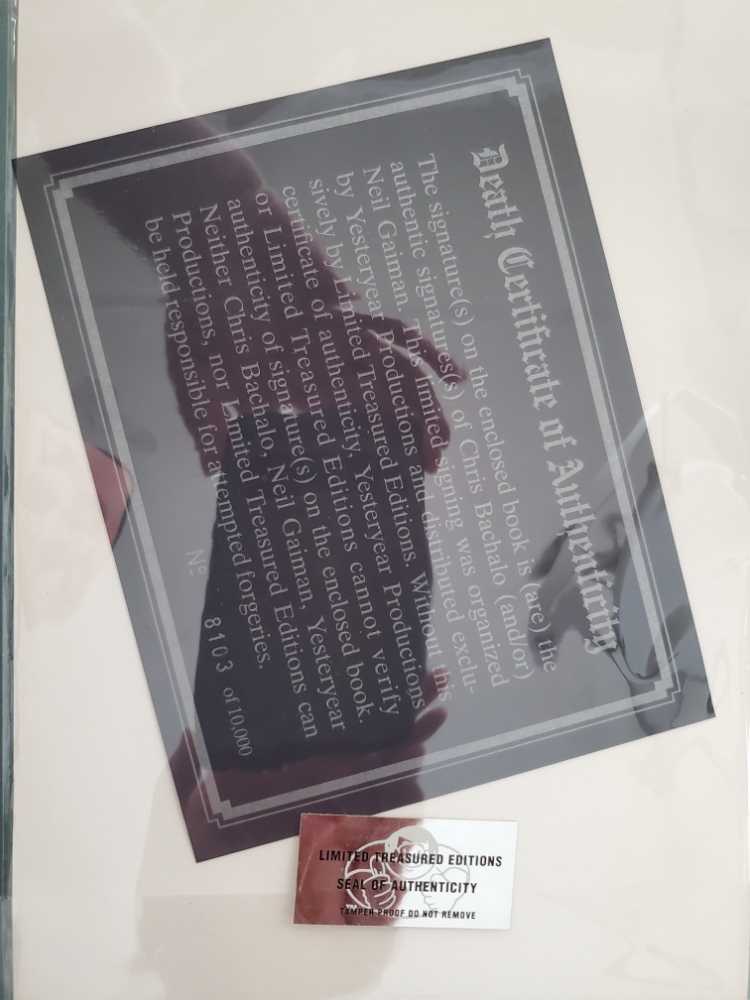 Death Certificate of Authenticity
The signature(s) on the enclosed book is (are) the
authentic signatures(s) of Chris Bachalo (and/or)
Neil Gaiman. This limited signing was organized
by Yesteryear Productions and distributed exclu-
sively by Limited Treasured Editions. Without this
certificate of authenticity, Yesteryear Productions
or Limited Treasured Editions cannot verify
authenticity of signature(s) on the enclosed book.
Neither Chris Bachalo, Neil Gaiman, Yesteryear
Productions, nor Limited Treasured Editions can
be held responsible for attempted forgeries.
Nº 8103 of 10,000
LIMITED TREASURED EDITIONS
SEAL OF AUTHENTICITY
TAMPER-PROOF DO NOT REMOVE